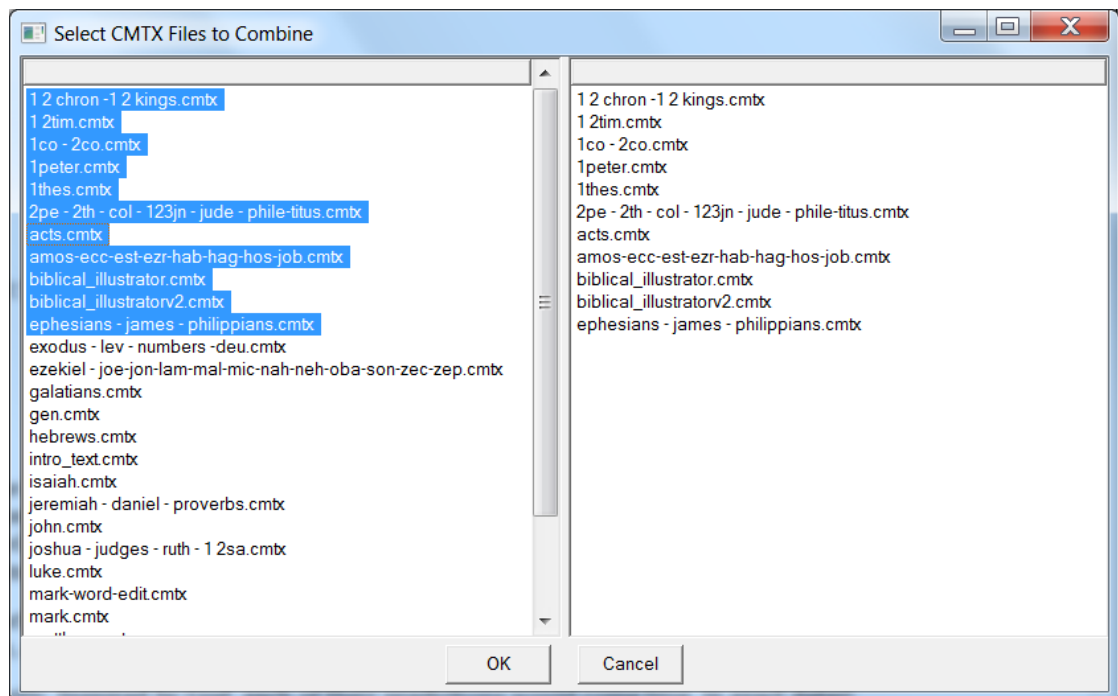 Select CMTX Files to Combine
1 2 chron -1 2 kings.cmtx
1 2tim.cmtx
1co - 2co.cmtx
1peter.cmtx
1thes.cmtx
2pe - 2th - col - 123jn - jude - phile-titus.cmtx
acts.cmtx
amos-ecc-est-ezr-hab-hag-hos-job.cmtx
biblical_illustrator.cmtx
biblical_illustratorv2.cmtx
ephesians - james - philippians.cmtx
exodus - lev - numbers -deu.cmtx
ezekiel - joe-jon-lam-mal-mic-nah-neh-oba-son-zec-zep.cmtx
galatians.cmtx
gen.cmtx
hebrews.cmtx
intro_text.cmtx
isaiah.cmtx
jeremiah - daniel - proverbs.cmtx
john.cmtx
joshua - judges - ruth - 1 2sa.cmtx
luke.cmtx
mark-word-edit.cmtx
mark.cmtx
1 2 chron -1 2 kings.cmtx
1 2tim.cmtx
1co - 2co.cmtx
1peter.cmtx
1thes.cmtx
2pe - 2th - col - 123jn - jude - phile-titus.cmtx
acts.cmtx
amos-ecc-est-ezr-hab-hag-hos-job.cmtx
biblical_illustrator.cmtx
biblical_illustratorv2.cmtx
ephesians - james - philippians.cmtx
OK
Cancel